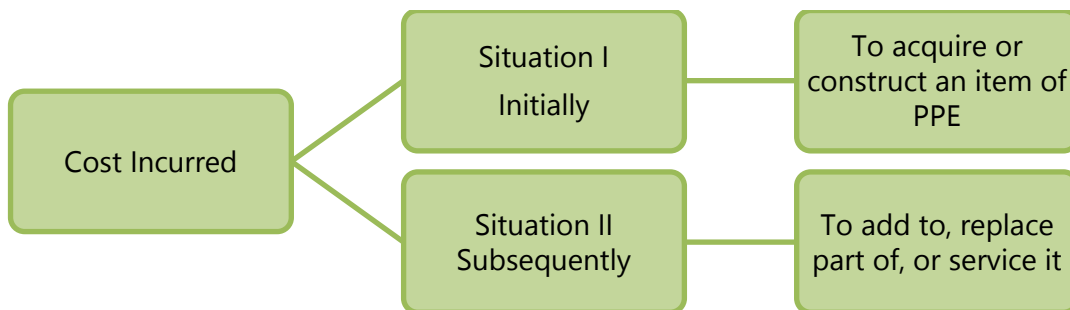 Cost Incurred
Situation I
Initially
To acquire or
construct an item of
PPE
Situation II
Subsequently
To add to, replace
part of, or service it